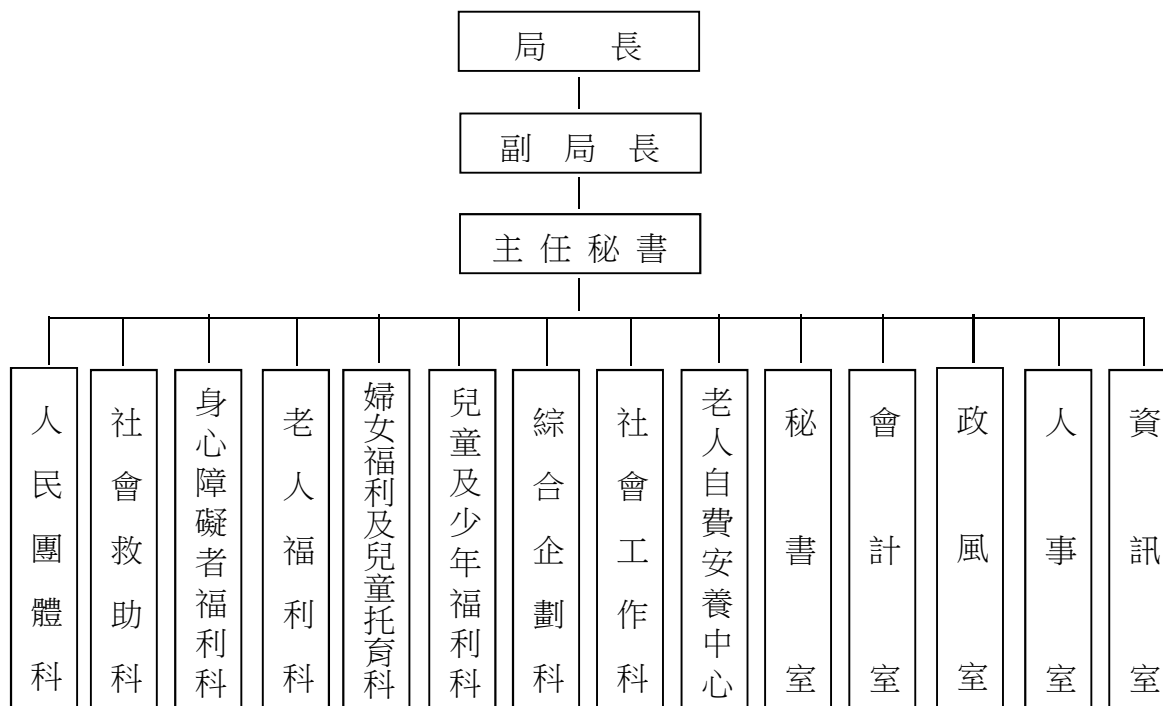 局長
副局長
主任秘書
人民團體科
社會救助科
身心障礙者福利科
老人福利科
婦女福利及兒童托育科
兒童及少年福利科
綜合企劃科
社會工作科
老人自費安養中心
秘書室
會計室
政風室
人事室
資訊室